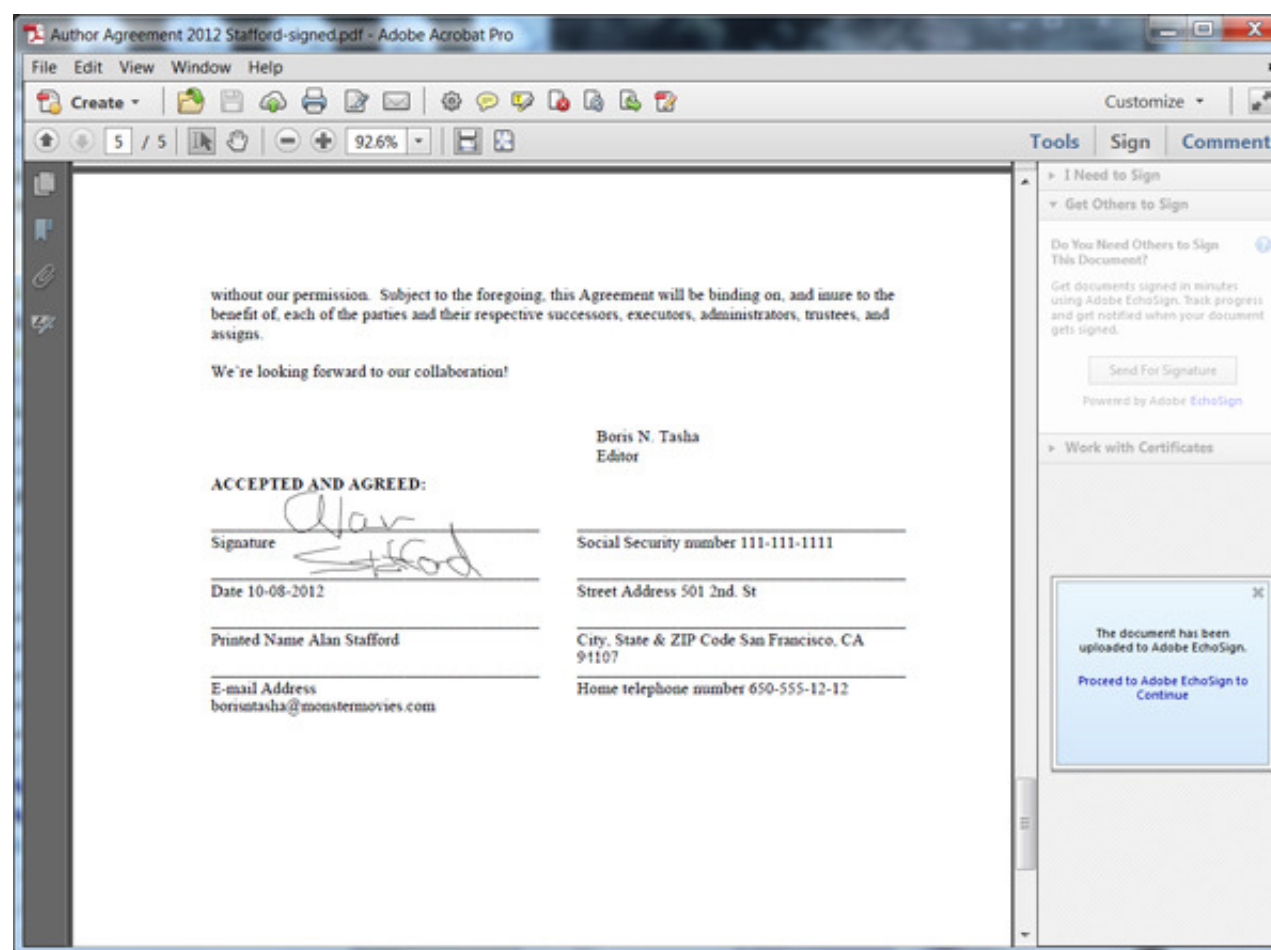 Author Agreement 2012 Stafford-signed.pdf - Adobe Acrobat Pro
File Edit View Window Help
Create Customize
5 / 5 92.6% Tools Sign Comment
I Need to Sign
Get Others to Sign
Do You Need Others to Sign
This Document?
Get documents signed in minutes
using Adobe EchoSign. Track progress
and get notified when your document
gets signed.
Send For Signature
Powered by Adobe EchoSign
Work with Certificates
without our permission. Subject to the foregoing, this Agreement will be binding on, and inure to the
benefit of, each of the parties and their respective successors, executors, administrators, trustees, and
assigns.
We're looking forward to our collaboration!
Boris N. Tasha
Editor
ACCEPTED AND AGREED:
Alan
Signature
Stafford
Social Security number 111-111-1111
Date 10-08-2012
Street Address 501 2nd. St
Printed Name Alan Stafford
City, State & ZIP Code San Francisco, CA
94107
E-mail Address
borisntasha@monstermovies.com
Home telephone number 650-555-12-12
The document has been
uploaded to Adobe EchoSign.
Proceed to Adobe EchoSign to
Continue